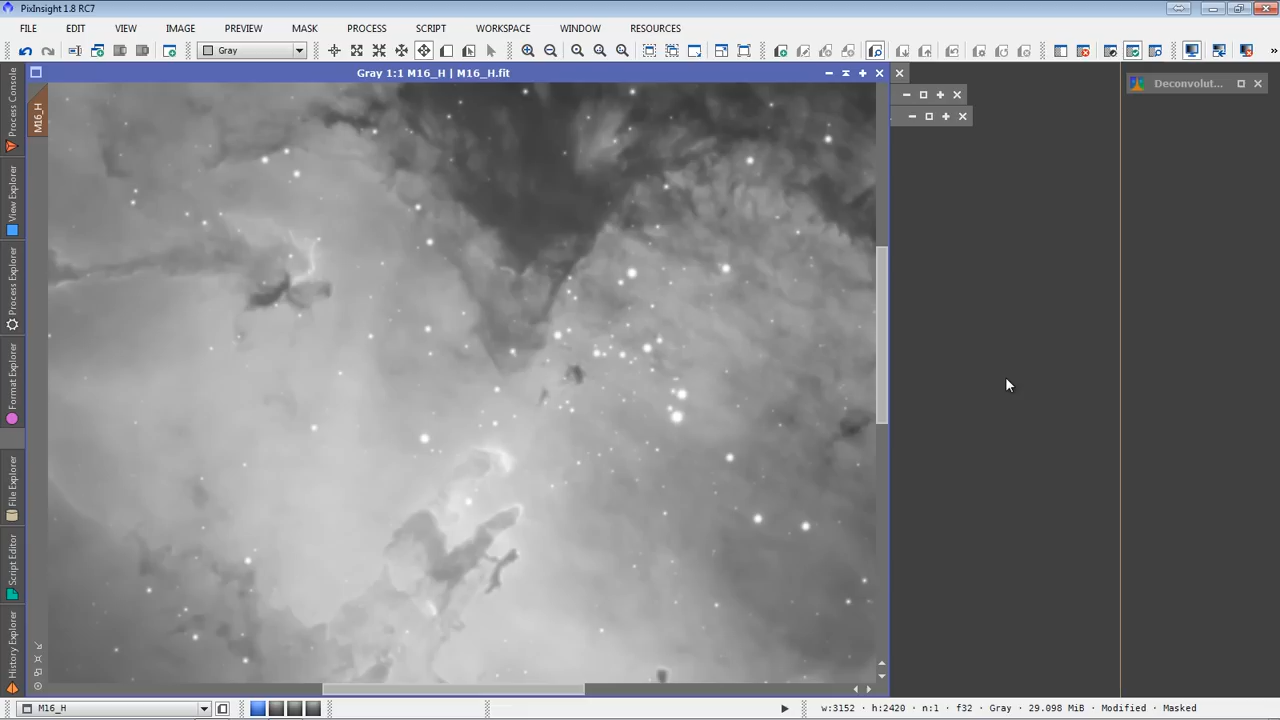 PixInsight 1.8 RC7
FILE EDIT VIEW IMAGE PREVIEW MASK PROCESS SCRIPT WORKSPACE WINDOW RESOURCES
Gray
Gray 1:1 M16_H | M16_H.fit
Deconvolut...
M16_H
Process Console
View Explorer
Process Explorer
Format Explorer
File Explorer
Script Editor
History Explorer
M16_H
w:3152 · h:2420 · n:1 · f32 · Gray · 29.098 MiB · Modified · Masked